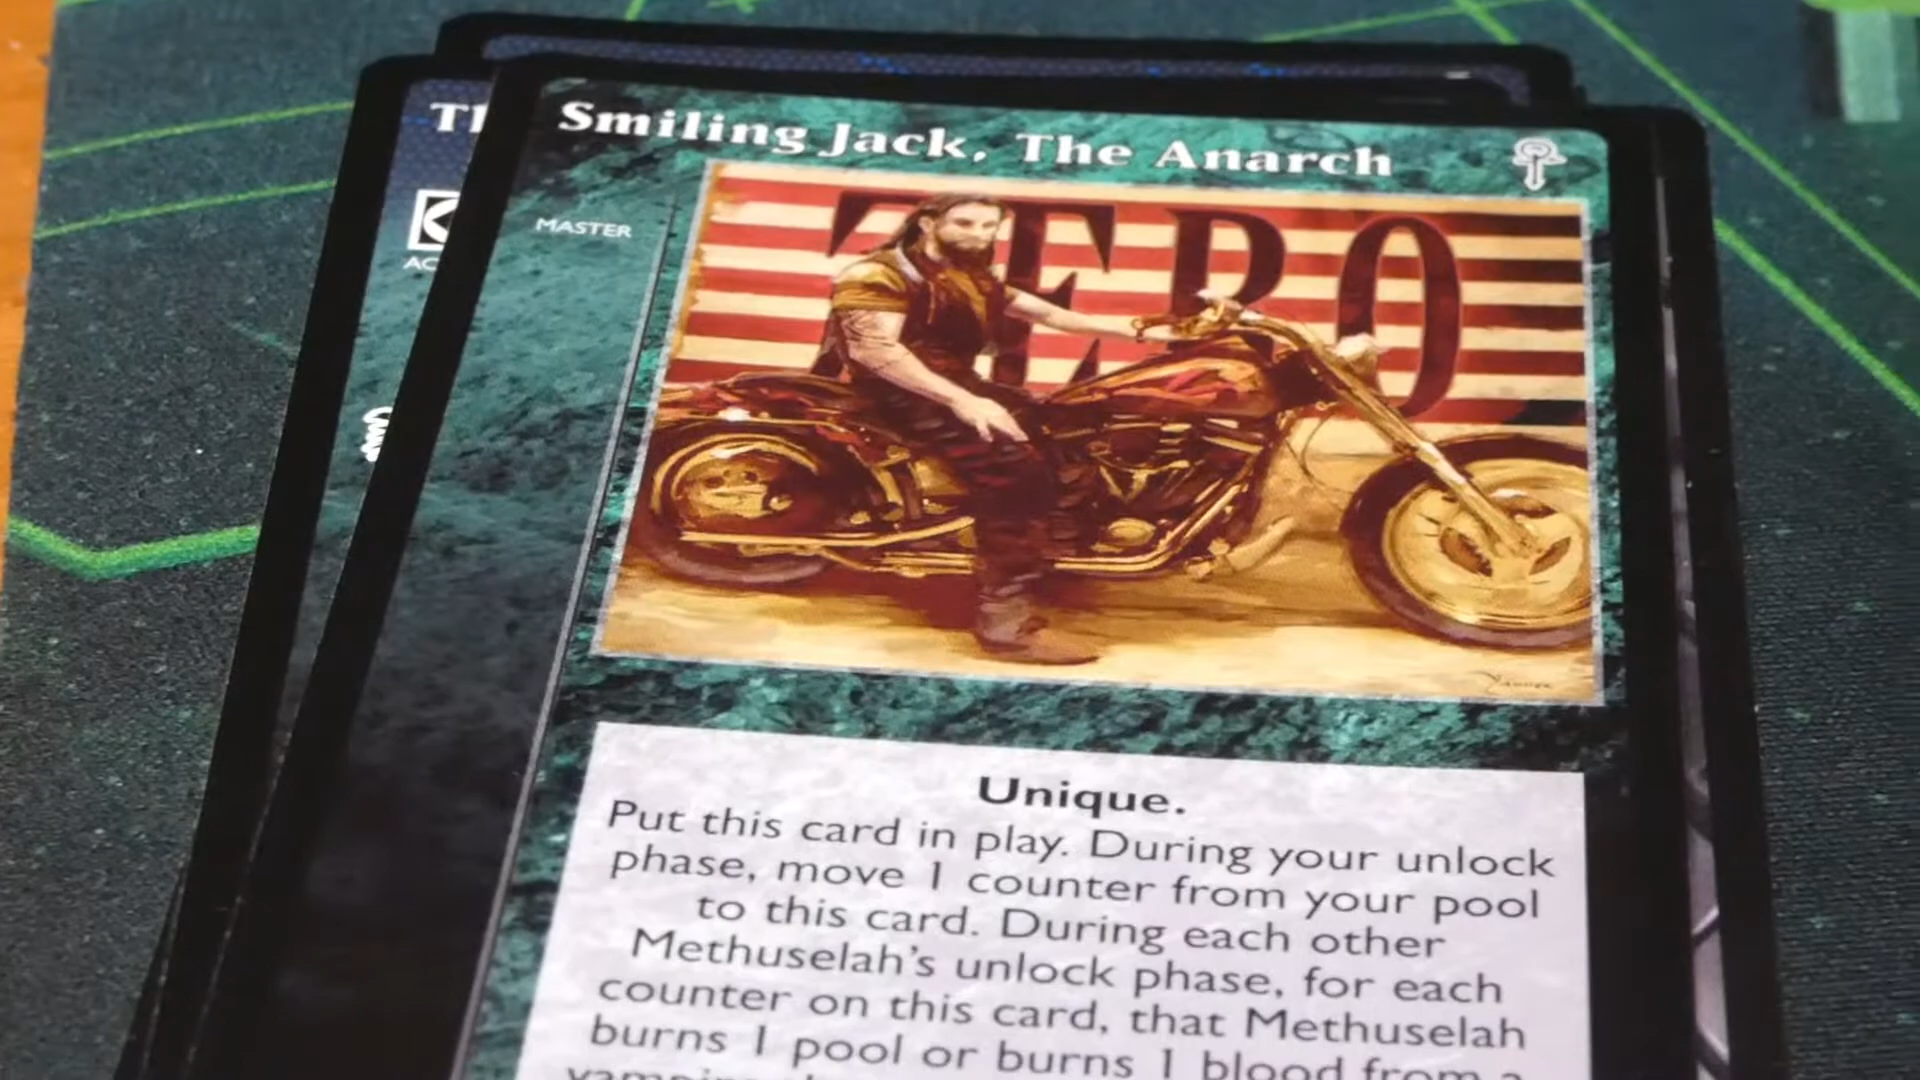 Smiling Jack, The Anarch
MASTER
ZERO
Unique.
Put this card in play. During your unlock
phase, move 1 counter from your pool
to this card. During each other
Methuselah's unlock phase, for each
counter on this card, that Methuselah
burns 1 pool or burns 1 blood from a